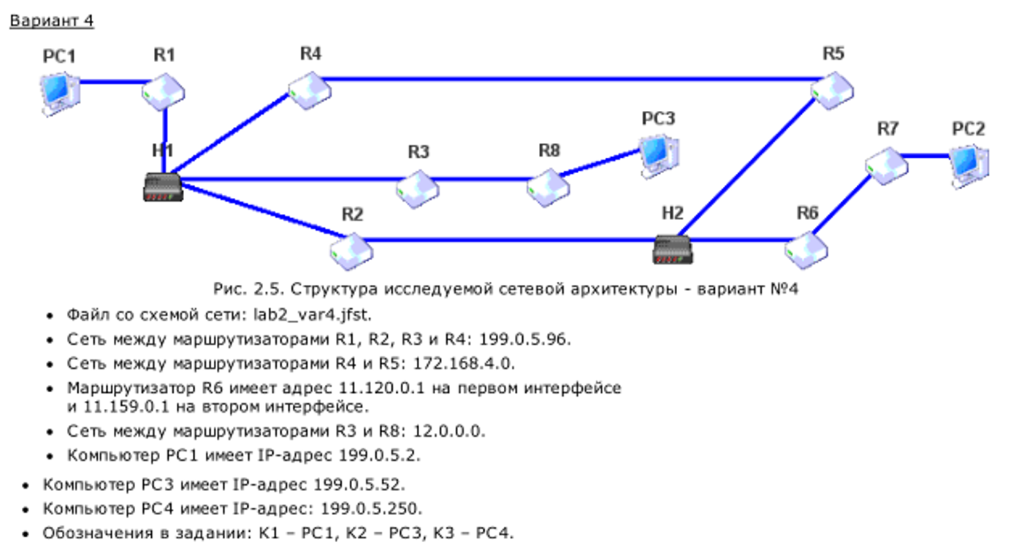 Вариант 4
PC1
R1
R4
R5
PC3
R7
PC2
H1
R3
R8
R2
H2
R6
Рис. 2.5. Структура исследуемой сетевой архитектуры - вариант №4
• Файл со схемой сети: lab2_var4.jfst.
• Сеть между маршрутизаторами R1, R2, R3 и R4: 199.0.5.96.
• Сеть между маршрутизаторами R4 и R5: 172.168.4.0.
• Маршрутизатор R6 имеет адрес 11.120.0.1 на первом интерфейсе
и 11.159.0.1 на втором интерфейсе.
• Сеть между маршрутизаторами R3 и R8: 12.0.0.0.
• Компьютер PC1 имеет IP-адрес 199.0.5.2.
• Компьютер PC3 имеет IP-адрес 199.0.5.52.
• Компьютер PC4 имеет IP-адрес: 199.0.5.250.
• Обозначения в задании: K1 – PC1, K2 – PC3, K3 – PC4.